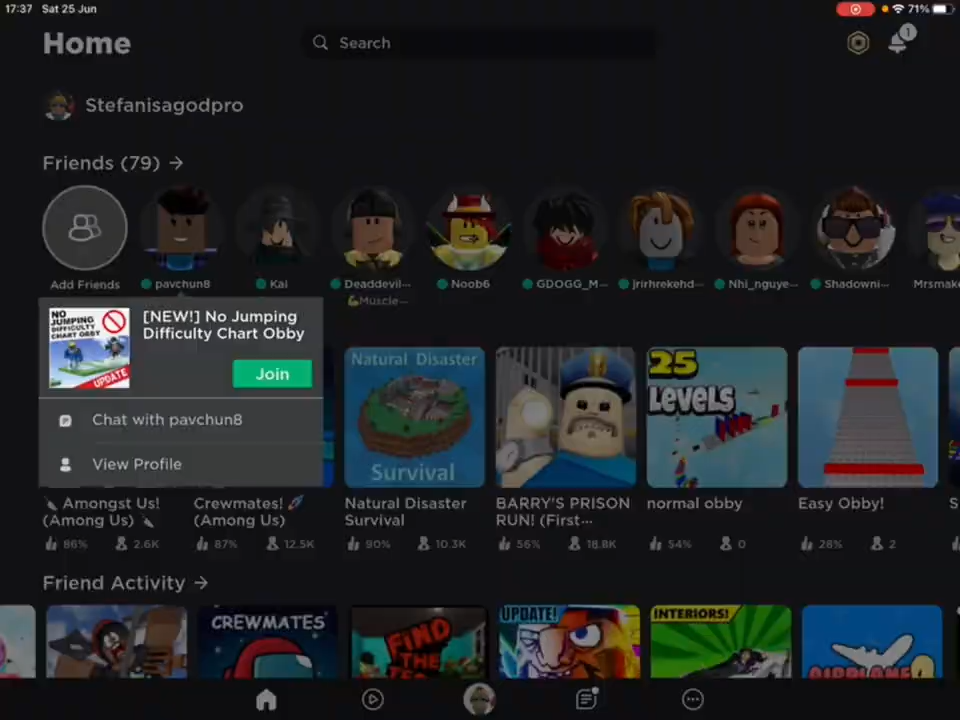 17:37 Sat 25 Jun
71%
Home
Search
1
Stefanisagodpro
Friends (79) →
Add Friends
pavchun8
Kai
Deaddevil···
Noob6
GDOGG_M···
jrirhrekehd···
Nhi_nguye···
Shadowni···
Mrsmak
💪Muscle···
NO JUMPING
DIFFICULTY
CHART OBBY
UPDATE
[NEW!] No Jumping
Difficulty Chart Obby
Join
Chat with pavchun8
View Profile
Natural Disaster
Survival
25
LEVELS
🔪 Amongst Us!
(Among Us) 🔪
Crewmates! 🚀
(Among Us)
Natural Disaster
Survival
BARRY'S PRISON
RUN! (First···
normal obby
Easy Obby!
S
86% 2.6K
87% 12.5K
90% 10.3K
56% 18.8K
54% 0
28% 2
Friend Activity →
CREWMATES
FIND
THE
UPDATE!
INTERIORS!
AIRPLANE